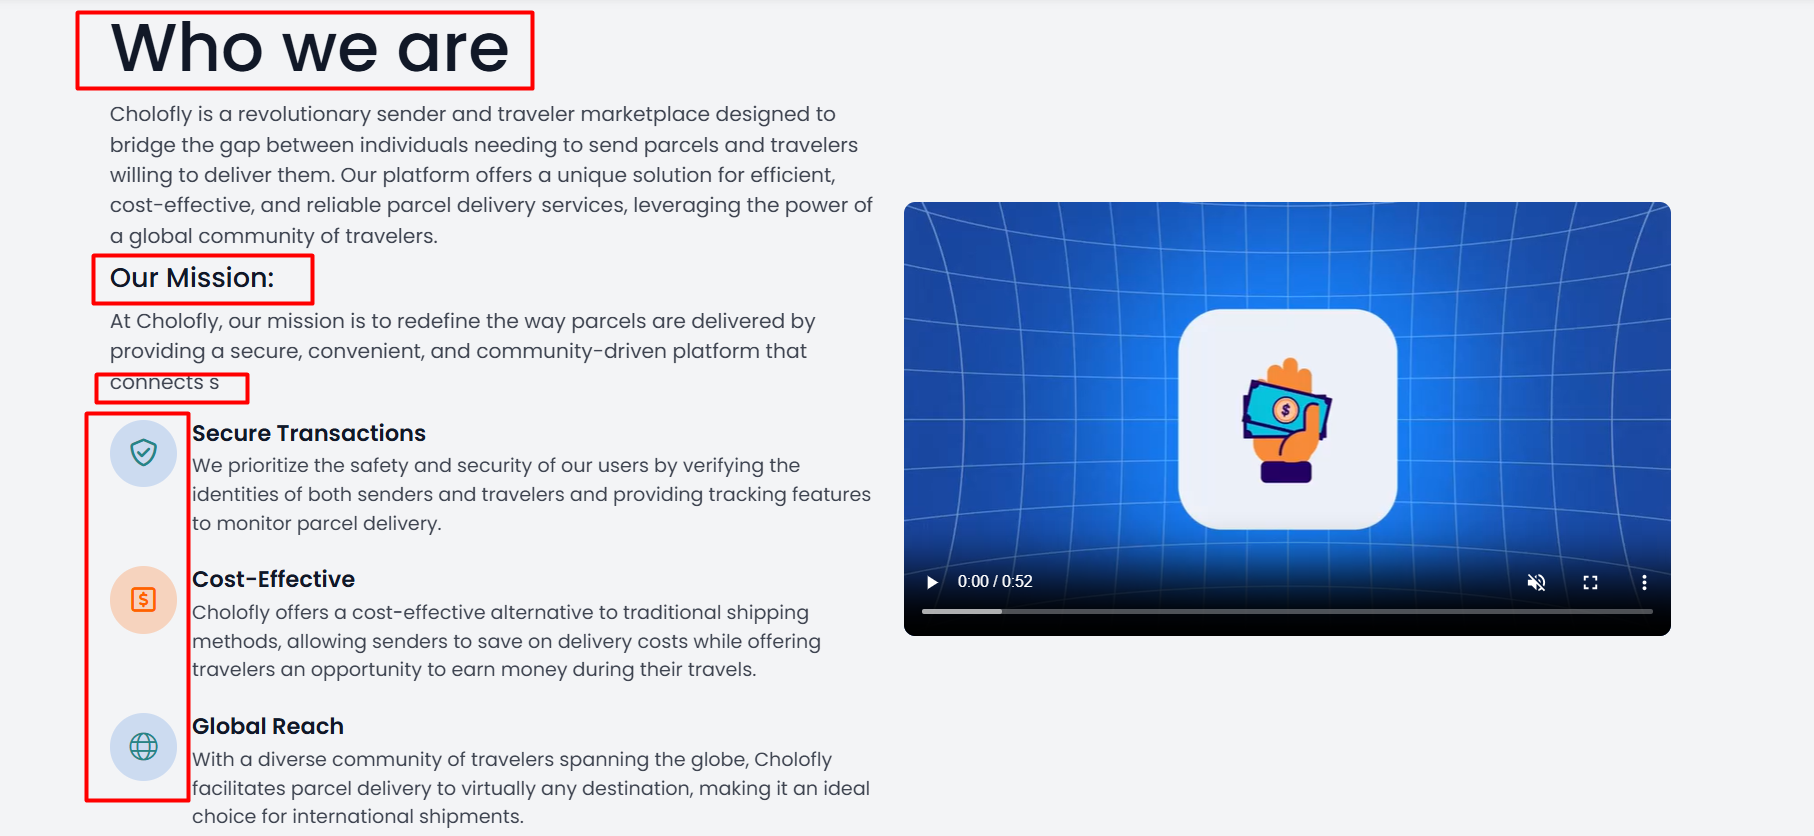 Who we are
Cholofly is a revolutionary sender and traveler marketplace designed to
bridge the gap between individuals needing to send parcels and travelers
willing to deliver them. Our platform offers a unique solution for efficient,
cost-effective, and reliable parcel delivery services, leveraging the power of
a global community of travelers.
Our Mission:
At Cholofly, our mission is to redefine the way parcels are delivered by
providing a secure, convenient, and community-driven platform that
connects s
Secure Transactions
We prioritize the safety and security of our users by verifying the
identities of both senders and travelers and providing tracking features
to monitor parcel delivery.
$
Cost-Effective
Cholofly offers a cost-effective alternative to traditional shipping
methods, allowing senders to save on delivery costs while offering
travelers an opportunity to earn money during their travels.
Global Reach
With a diverse community of travelers spanning the globe, Cholofly
facilitates parcel delivery to virtually any destination, making it an ideal
choice for international shipments.
$
0:00 / 0:52